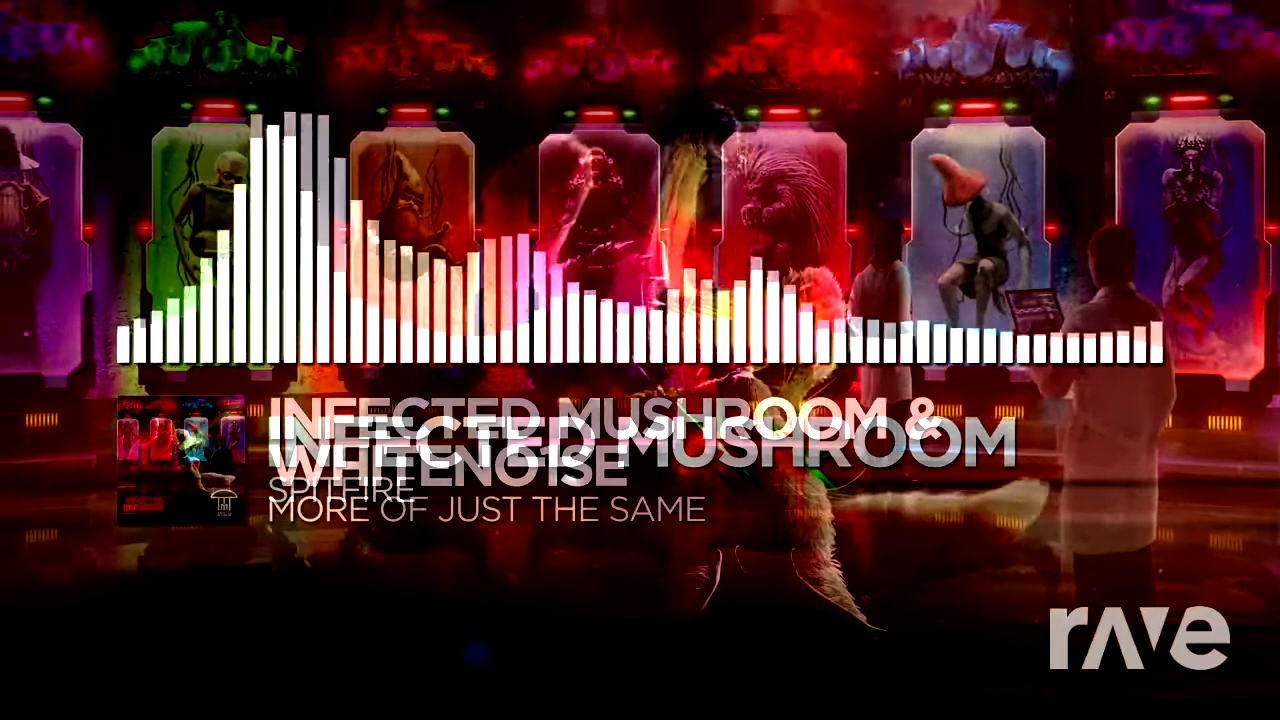 INFECTED MUSHROOM &
INFECTED MUSHROOM
WHITENOISE
SPITFIRE
MORE OF JUST THE SAME
rave